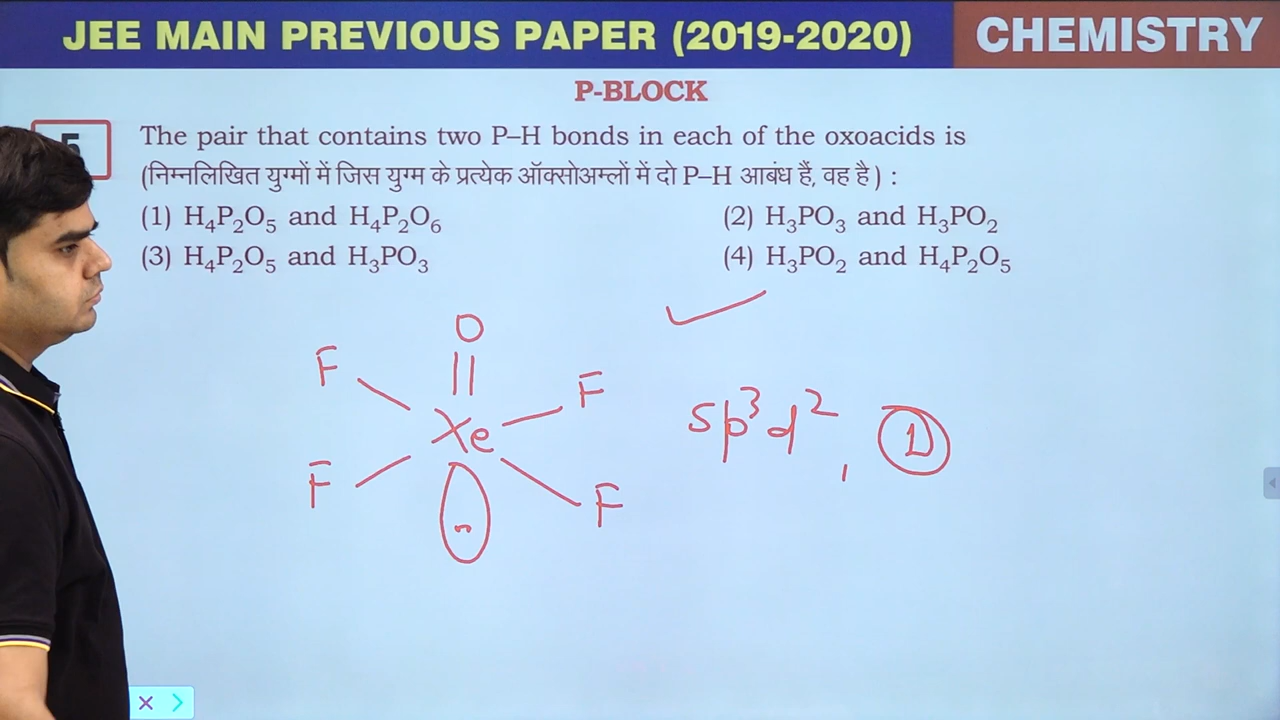 JEE MAIN PREVIOUS PAPER (2019-2020) CHEMISTRY
P-BLOCK
5 The pair that contains two P–H bonds in each of the oxoacids is
(निम्नलिखित युग्मों में जिस युग्म के प्रत्येक ऑक्सोअम्लों में दो P–H आबंध हैं, वह है) :
(1) H₄P₂O₅ and H₄P₂O₆ (2) H₃PO₃ and H₃PO₂
(3) H₄P₂O₅ and H₃PO₃ (4) H₃PO₂ and H₄P₂O₅
O
F F
Xe sp³d², 1
F F